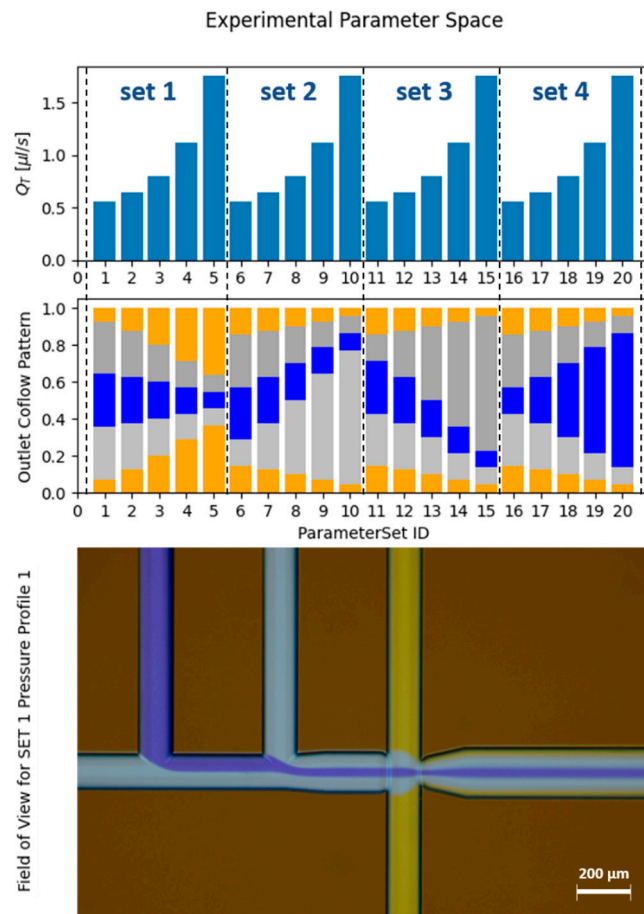 Experimental Parameter Space
Q_T [μl/s]
set 1 set 2 set 3 set 4
1.5
1.0
0.5
0.0
0 1 2 3 4 5 6 7 8 9 10 11 12 13 14 15 16 17 18 19 20
Outlet Coflow Pattern
1.0
0.8
0.6
0.4
0.2
0.0
0 1 2 3 4 5 6 7 8 9 10 11 12 13 14 15 16 17 18 19 20
ParameterSet ID
Field of View for SET 1 Pressure Profile 1
200 μm